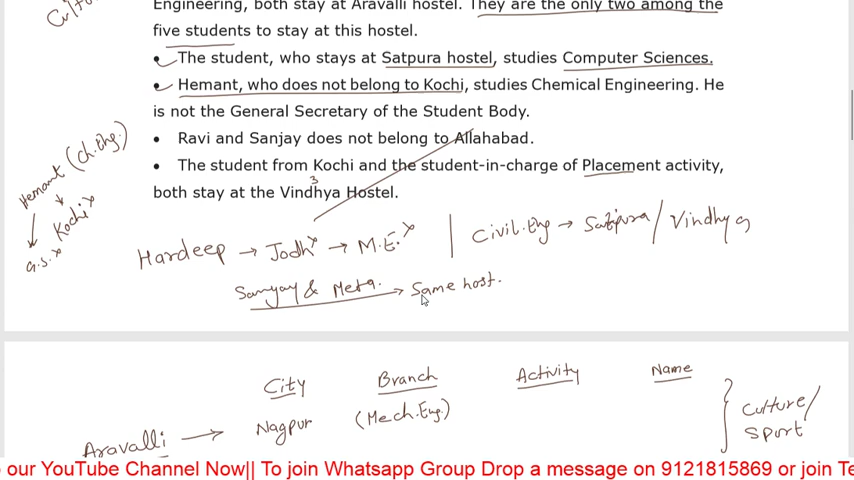 Engineering, both stay at Aravalli hostel. They are the only two among the
five students to stay at this hostel.
• The student, who stays at Satpura hostel, studies Computer Sciences.
• Hemant, who does not belong to Kochi, studies Chemical Engineering. He
is not the General Secretary of the Student Body.
• Ravi and Sanjay does not belong to Allahabad.
• The student from Kochi and the student-in-charge of Placement activity,
3
both stay at the Vindhya Hostel.
Hemant (Ch.Eng)
Kochi x
G.S. x
Hardeep → Jodh x → M.E. x | Civil.Eng → Satpura / Vindhya
Sanjay & Meta. → Same host.
City Branch Activity Name
Aravalli → Nagpur (Mech.Eng.) } Culture/
Sport
o our YouTube Channel Now|| To join Whatsapp Group Drop a message on 9121815869 or join Te